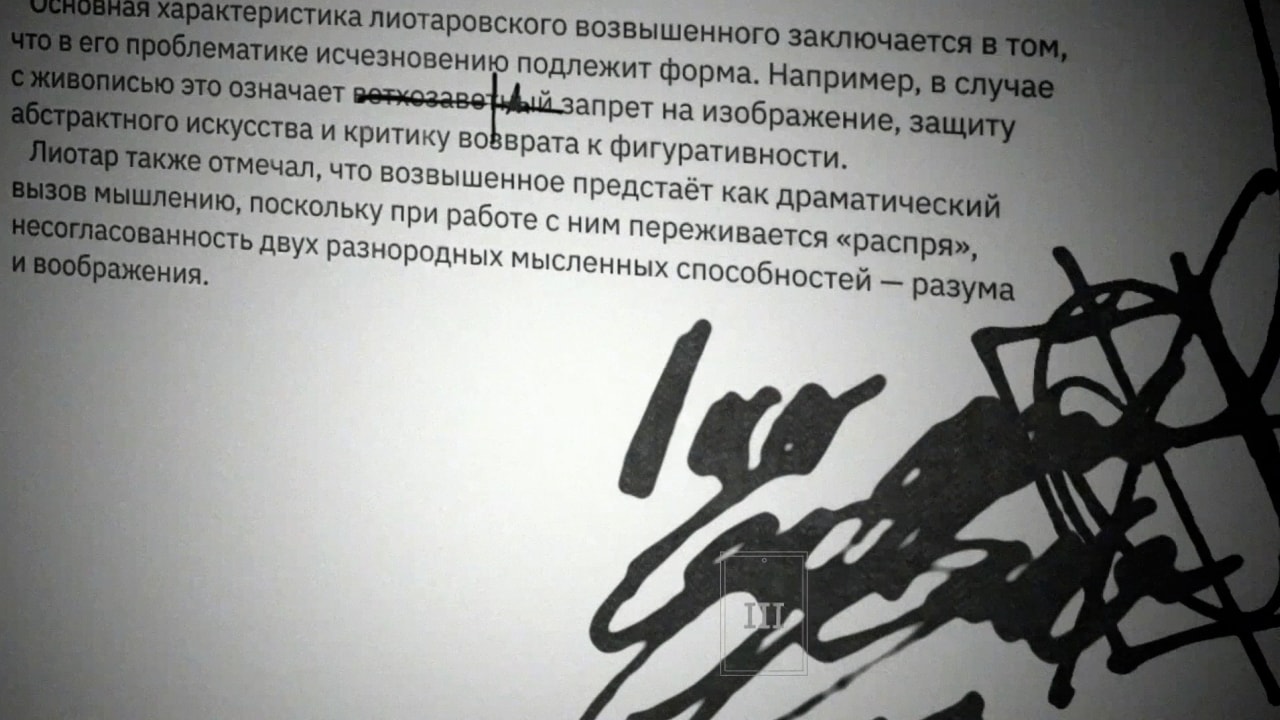 Основная характеристика лиотаровского возвышенного заключается в том,
что в его проблематике исчезновению подлежит форма. Например, в случае
с живописью это означает ветхозаветный запрет на изображение, защиту
абстрактного искусства и критику возврата к фигуративности.
Лиотар также отмечал, что возвышенное предстаёт как драматический
вызов мышлению, поскольку при работе с ним переживается «распря»,
несогласованность двух разнородных мысленных способностей — разума
и воображения.
III